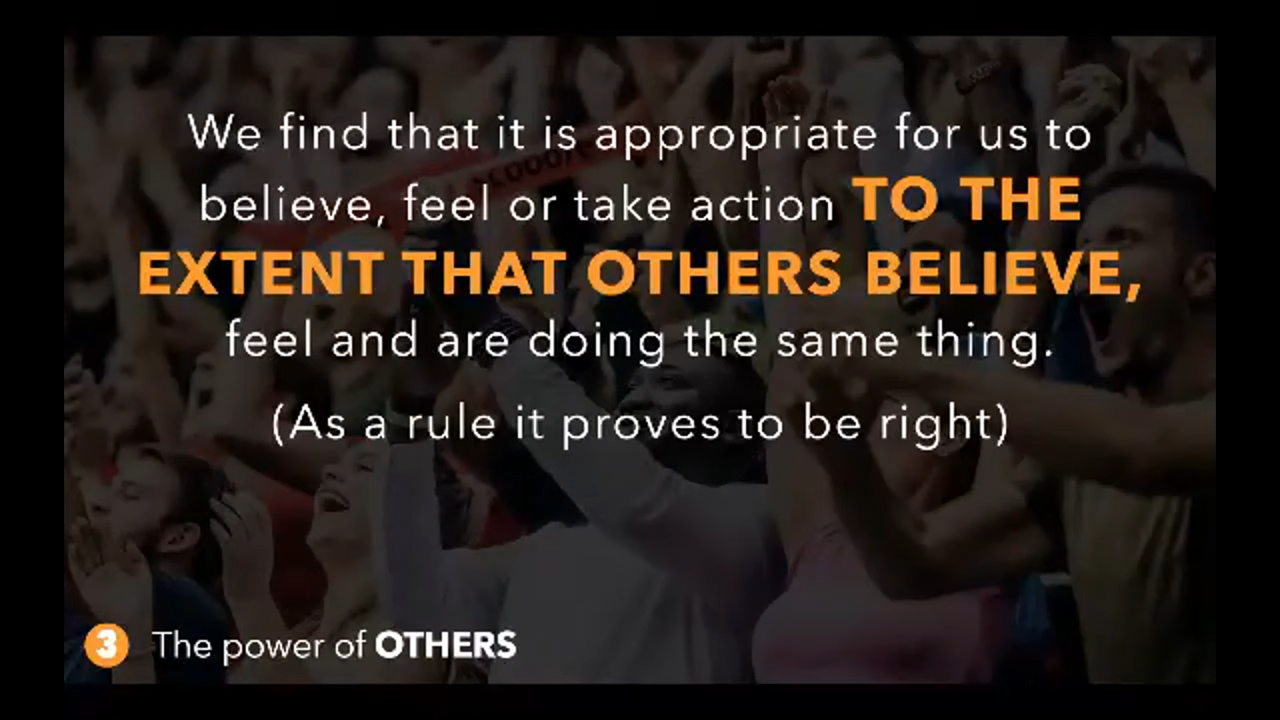 We find that it is appropriate for us to
believe, feel or take action TO THE
EXTENT THAT OTHERS BELIEVE,
feel and are doing the same thing.
(As a rule it proves to be right)
3 The power of OTHERS